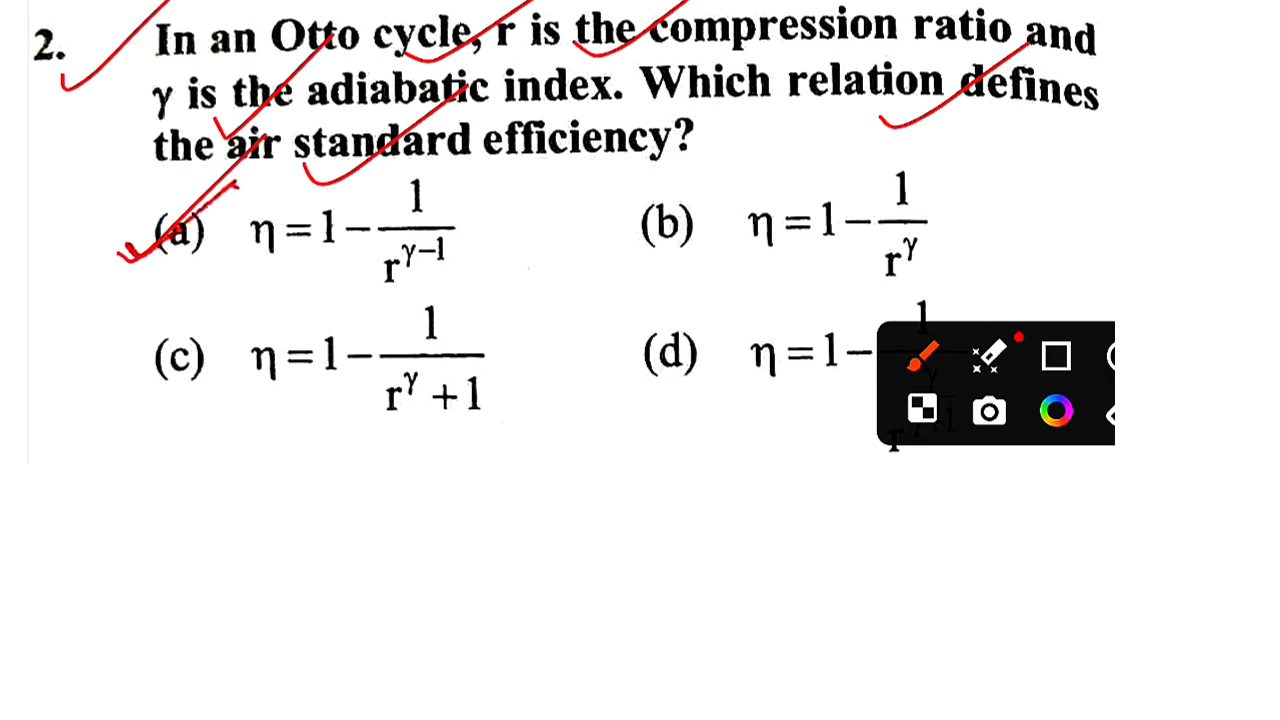 2. In an Otto cycle, r is the compression ratio and
γ is the adiabatic index. Which relation defines
the air standard efficiency?
(a) η = 1 − 1/r^(γ−1) (b) η = 1 − 1/r^γ
(c) η = 1 − 1/(r^γ + 1) (d) η = 1 −